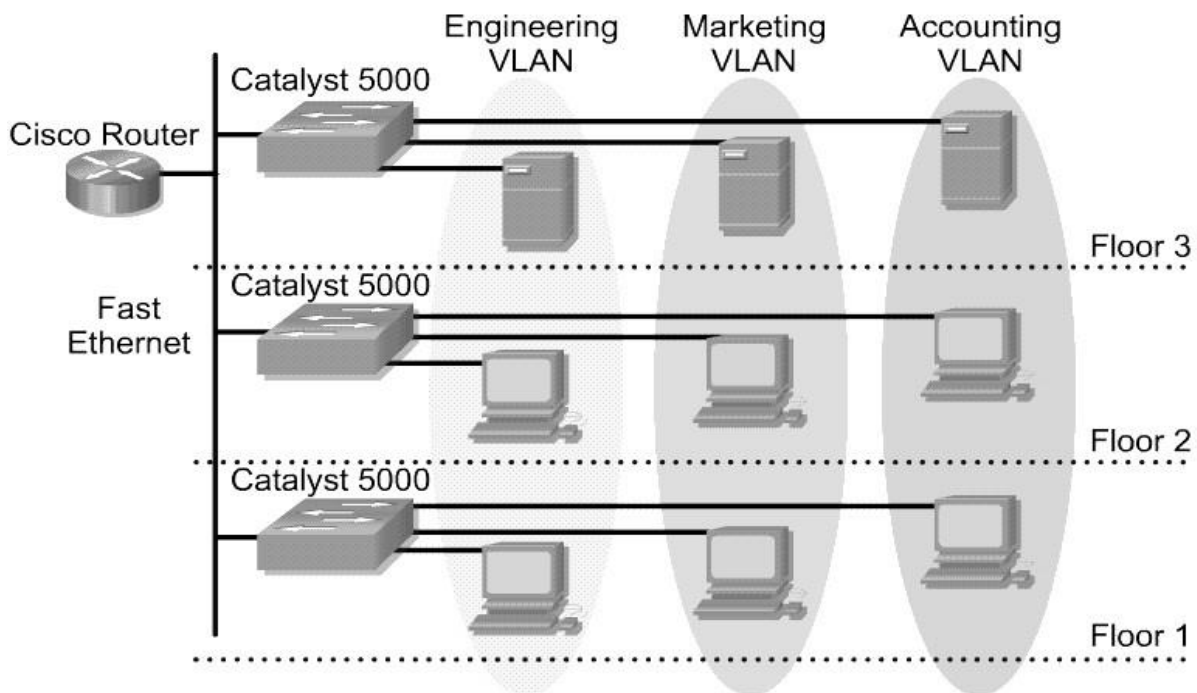 Engineering
VLAN
Marketing
VLAN
Accounting
VLAN
Catalyst 5000
Cisco Router
Floor 3
Catalyst 5000
Fast
Ethernet
Floor 2
Catalyst 5000
Floor 1